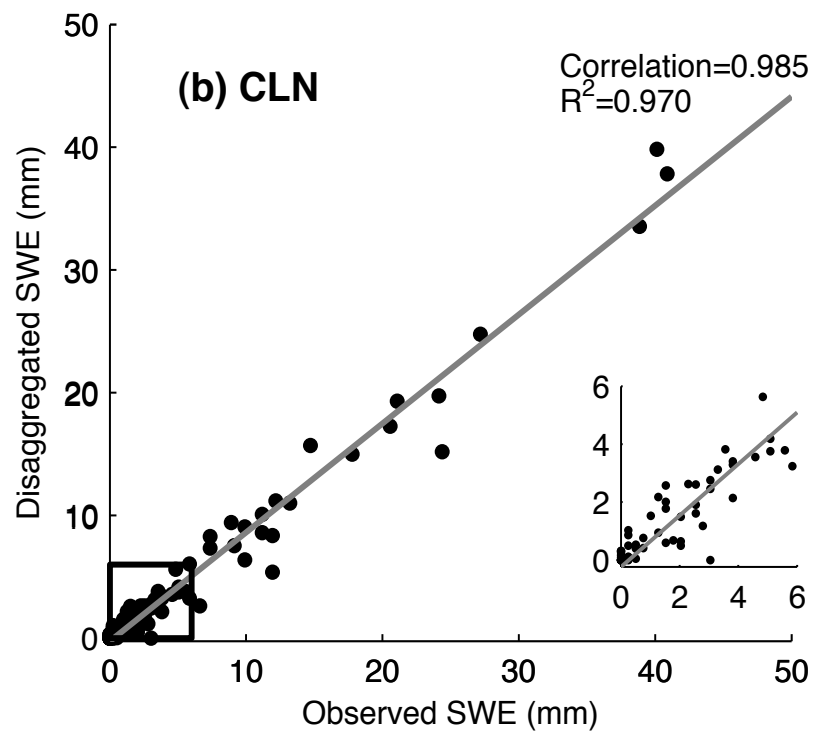 50
(b) CLN
Correlation=0.985
R²=0.970
40
30
20
10
0
Disaggregated SWE (mm)
6
4
2
0
0 2 4 6
0 10 20 30 40 50
Observed SWE (mm)